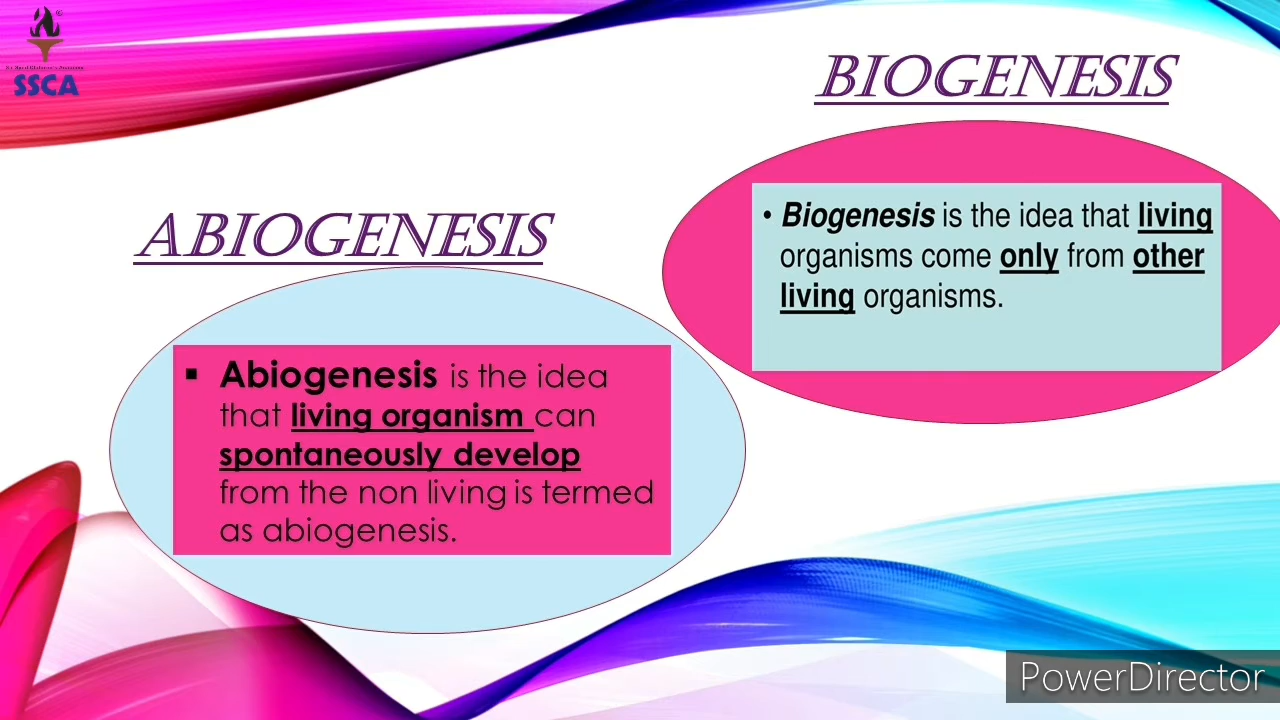 ©
SSCA
BIOGENESIS
• Biogenesis is the idea that living
organisms come only from other
living organisms.
ABIOGENESIS
▪ Abiogenesis is the idea
that living organism can
spontaneously develop
from the non living is termed
as abiogenesis.
PowerDirector